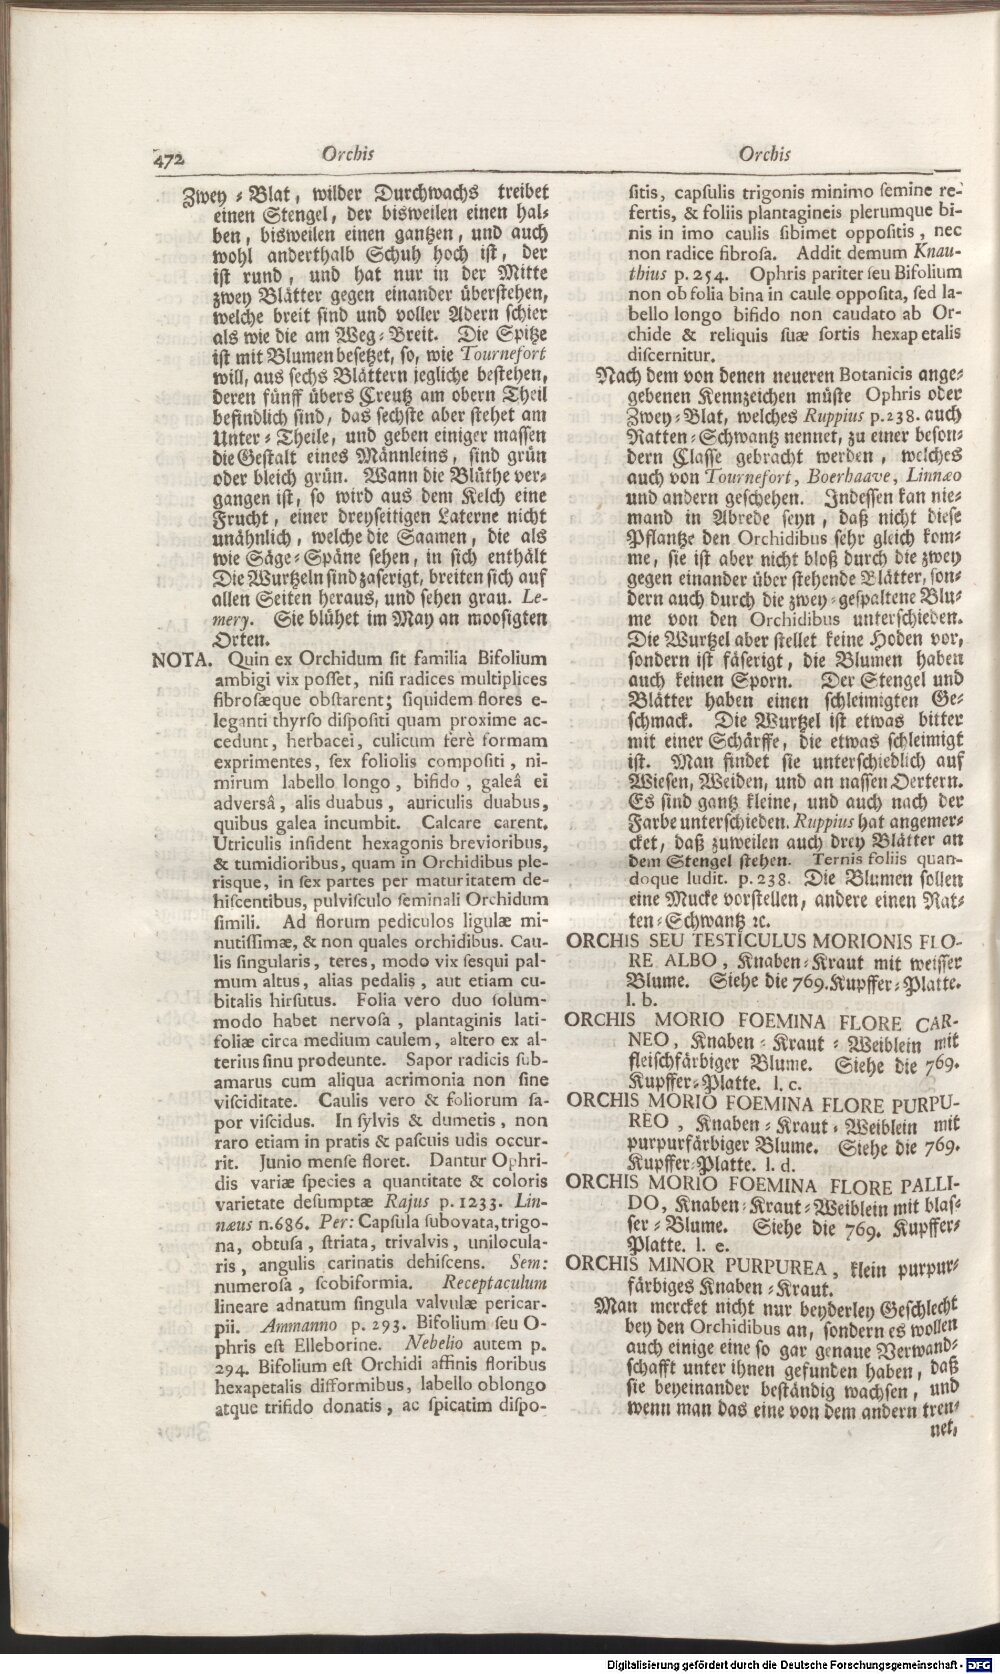 472
Orchis
Orchis
Zwey-Blat, wilder Durchwachs treibet
einen Stengel, der bisweilen einen hal-
ben, bisweilen einen gantzen, und auch
wohl anderthalb Schuh hoch ist, der
ist rund, und hat nur in der Mitte
zwey Blätter gegen einander überstehen,
welche breit sind und voller Adern schier
als wie die am Weg-Breit. Die Spitze
ist mit Blumen besetzet, so, wie Tournefort
will, aus sechs Blättern jegliche bestehen,
deren fünff übers Creutz am obern Theil
befindlich sind, das sechste aber stehet am
Unter-Theile, und geben einiger massen
die Gestalt eines Männleins, sind grün
oder bleich grün. Wann die Blüthe ver-
gangen ist, so wird aus dem Kelch eine
Frucht, einer dreyseitigen Laterne nicht
unähnlich, welche die Saamen, die als
wie Säge-Späne sehen, in sich enthält
Die Wurtzeln sind zaserigt, breiten sich auf
allen Seiten heraus, und sehen grau. Le-
mery. Sie blühet im May an moosigten
Orten.
NOTA. Quin ex Orchidum sit familia Bifolium
ambigi vix posset, nisi radices multiplices
fibrosæque obstarent; siquidem flores e-
leganti thyrso dispositi quam proxime ac-
cedunt, herbacei, culicum ferè formam
exprimentes, sex foliolis compositi, ni-
mirum labello longo, bifido, galeâ ei
adversâ, alis duabus, auriculis duabus,
quibus galea incumbit. Calcare carent.
Utriculis insident hexagonis brevioribus,
& tumidioribus, quam in Orchidibus ple-
risque, in sex partes per maturitatem de-
hiscentibus, pulvisculo seminali Orchidum
simili. Ad florum pediculos ligulæ mi-
nutissimæ, & non quales orchidibus. Cau-
lis singularis, teres, modo vix sesqui pal-
mum altus, alias pedalis, aut etiam cu-
bitalis hirsutus. Folia vero duo solum-
modo habet nervosa, plantaginis lati-
foliæ circa medium caulem, altero ex al-
terius sinu prodeunte. Sapor radicis sub-
amarus cum aliqua acrimonia non sine
visciditate. Caulis vero & foliorum sa-
por viscidus. In sylvis & dumetis, non
raro etiam in pratis & pascuis udis occur-
rit. Junio mense floret. Dantur Ophri-
dis variæ species a quantitate & coloris
varietate desumptæ Rajus p. 1233. Lin-
næus n. 686. Per: Capsula subovata, trigo-
na, obtusa, striata, trivalvis, unilocula-
ris, angulis carinatis dehiscens. Sem:
numerosa, scobiformia. Receptaculum
lineare adnatum singula valvulæ pericar-
pii. Ammanno p. 293. Bifolium seu O-
phris est Elleborine. Nebelio autem p.
294. Bifolium est Orchidi affinis floribus
hexapetalis difformibus, labello oblongo
atque trifido donatis, ac spicatim dispo-
sitis, capsulis trigonis minimo semine re-
fertis, & foliis plantagineis plerumque bi-
nis in imo caulis sibimet oppositis, nec
non radice fibrosa. Addit demum Knau-
thius p. 254. Ophris pariter seu Bifolium
non ob folia bina in caule opposita, sed la-
bello longo bifido non caudato ab Or-
chide & reliquis suæ sortis hexapetalis
discernitur.
Nach dem von denen neueren Botanicis ange-
gebenen Kennzeichen müste Ophris oder
Zwey-Blat, welches Ruppius p. 238. auch
Ratten-Schwantz nennet, zu einer beson-
dern Classe gebracht werden, welches
auch von Tournefort, Boerhaave, Linnæo
und andern geschehen. Indessen kan nie-
mand in Abrede seyn, daß nicht diese
Pflantze den Orchidibus sehr gleich kom-
me, sie ist aber nicht bloß durch die zwey
gegen einander über stehende Blätter, son-
dern auch durch die zwey-gespaltene Blu-
me von den Orchidibus unterschieden.
Die Wurtzel aber stellet keine Hoden vor,
sondern ist fäserigt, die Blumen haben
auch keinen Sporn. Der Stengel und
Blätter haben einen schleimigten Ge-
schmack. Die Wurtzel ist etwas bitter
mit einer Schärffe, die etwas schleimigt
ist. Man findet sie unterschiedlich auf
Wiesen, Weiden, und an nassen Oertern.
Es sind gantz kleine, und auch nach der
Farbe unterschieden. Ruppius hat angemer-
cket, daß zuweilen auch drey Blätter an
dem Stengel stehen. Ternis foliis quan-
doque ludit. p. 238. Die Blumen sollen
eine Mucke vorstellen, andere einen Rat-
ten-Schwantz ꝛc.
ORCHIS SEU TESTICULUS MORIONIS FLO-
RE ALBO, Knaben-Kraut mit weisser
Blume. Siehe die 769. Kupffer-Platte.
l. b.
ORCHIS MORIO FOEMINA FLORE CAR-
NEO, Knaben-Kraut-Weiblein mit
fleischfärbiger Blume. Siehe die 769.
Kupffer-Platte. l. c.
ORCHIS MORIO FOEMINA FLORE PURPU-
REO, Knaben-Kraut-Weiblein mit
purpurfärbiger Blume. Siehe die 769.
Kupffer-Platte. l. d.
ORCHIS MORIO FOEMINA FLORE PALLI-
DO, Knaben-Kraut-Weiblein mit blas-
ser-Blume. Siehe die 769. Kupffer-
Platte. l. e.
ORCHIS MINOR PURPUREA, klein purpur-
färbiges Knaben-Kraut.
Man mercket nicht nur beyderley Geschlecht
bey den Orchidibus an, sondern es wollen
auch einige eine so gar genaue Verwand-
schafft unter ihnen gefunden haben, daß
sie beyeinander beständig wachsen, und
wenn man das eine von dem andern tren-
net,
Digitalisierung gefördert durch die Deutsche Forschungsgemeinschaft - DFG